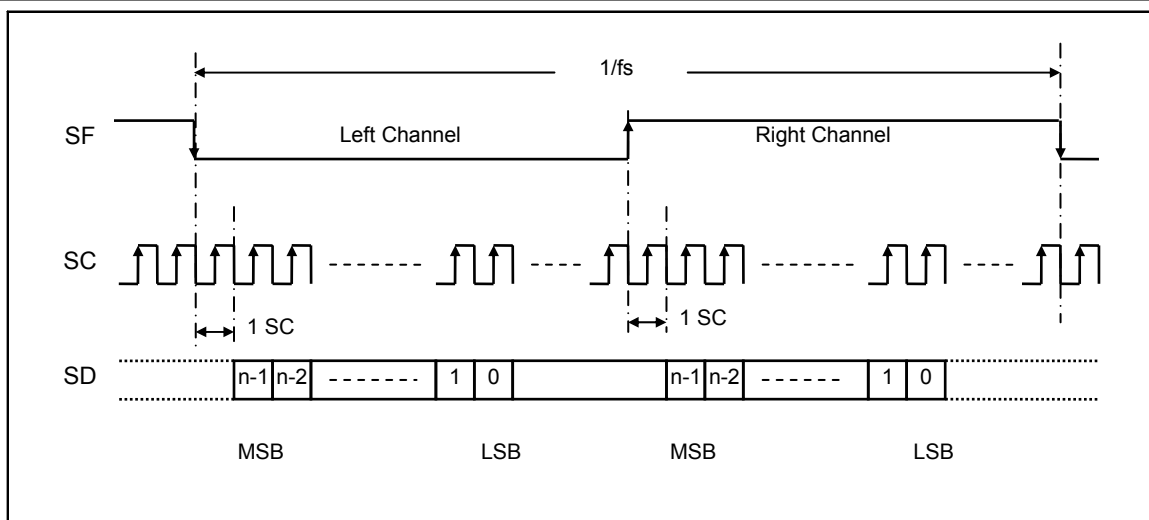 1/fs
SF
Left Channel
Right Channel
SC
1 SC
1 SC
SD
n-1 n-2 1 0 n-1 n-2 1 0
MSB LSB MSB LSB